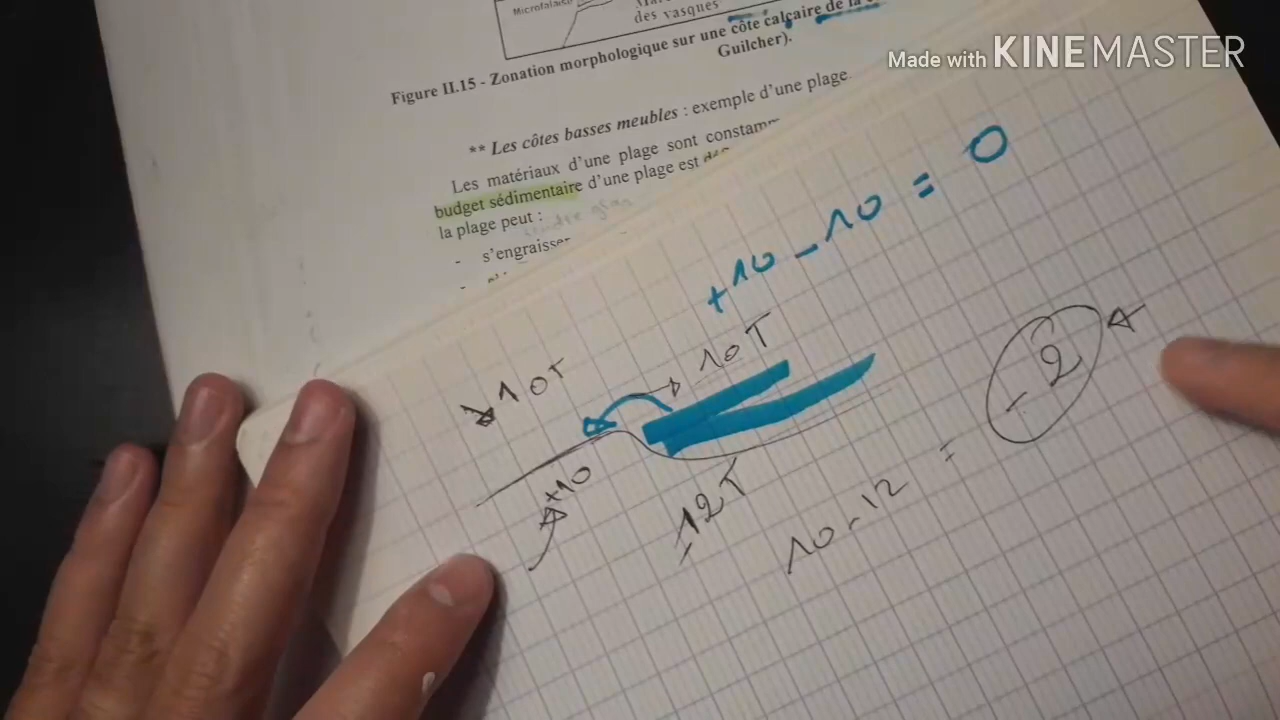 Microfalaise
des vasques
côte calcaire de la
Figure II.15 - Zonation morphologique sur une
Guilcher).
Made with KINEMASTER
** Les côtes basses meubles : exemple d'une plage.
Les matériaux d'une plage sont
budget sédimentaire d'une plage est
la plage peut :
- s'engraisser
-
+10 - 10 = 0
10T
10T
+10
-12T
10-12 = -2